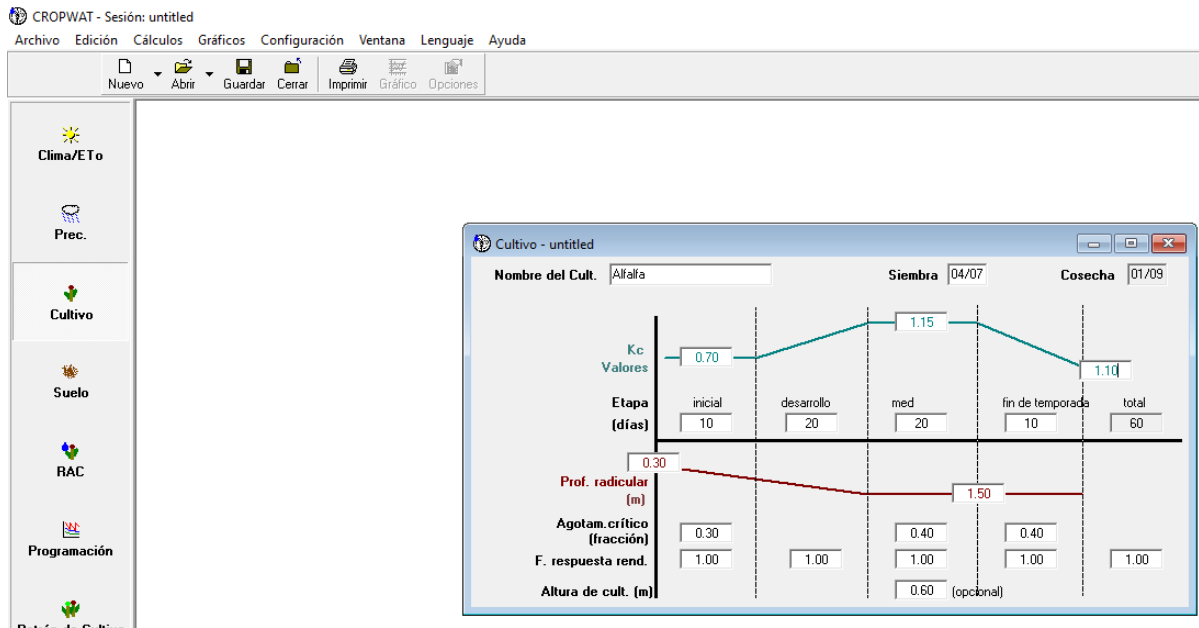 CROPWAT - Sesión: untitled
Archivo Edición Cálculos Gráficos Configuración Ventana Lenguaje Ayuda
Nuevo Abrir Guardar Cerrar Imprimir Gráfico Opciones
Clima/ETo
Prec.
Cultivo
Suelo
RAC
Programación
Patrón de Cultivo
Cultivo - untitled
Nombre del Cult. Alfalfa Siembra 04/07 Cosecha 01/09
Kc
Valores
0.70 1.15 1.10
Etapa inicial desarrollo med fin de temporada total
(días) 10 20 20 10 60
Prof. radicular
(m)
0.30 1.50
Agotam.crítico
(fracción) 0.30 0.40 0.40
F. respuesta rend. 1.00 1.00 1.00 1.00 1.00
Altura de cult. (m) 0.60 (opcional)